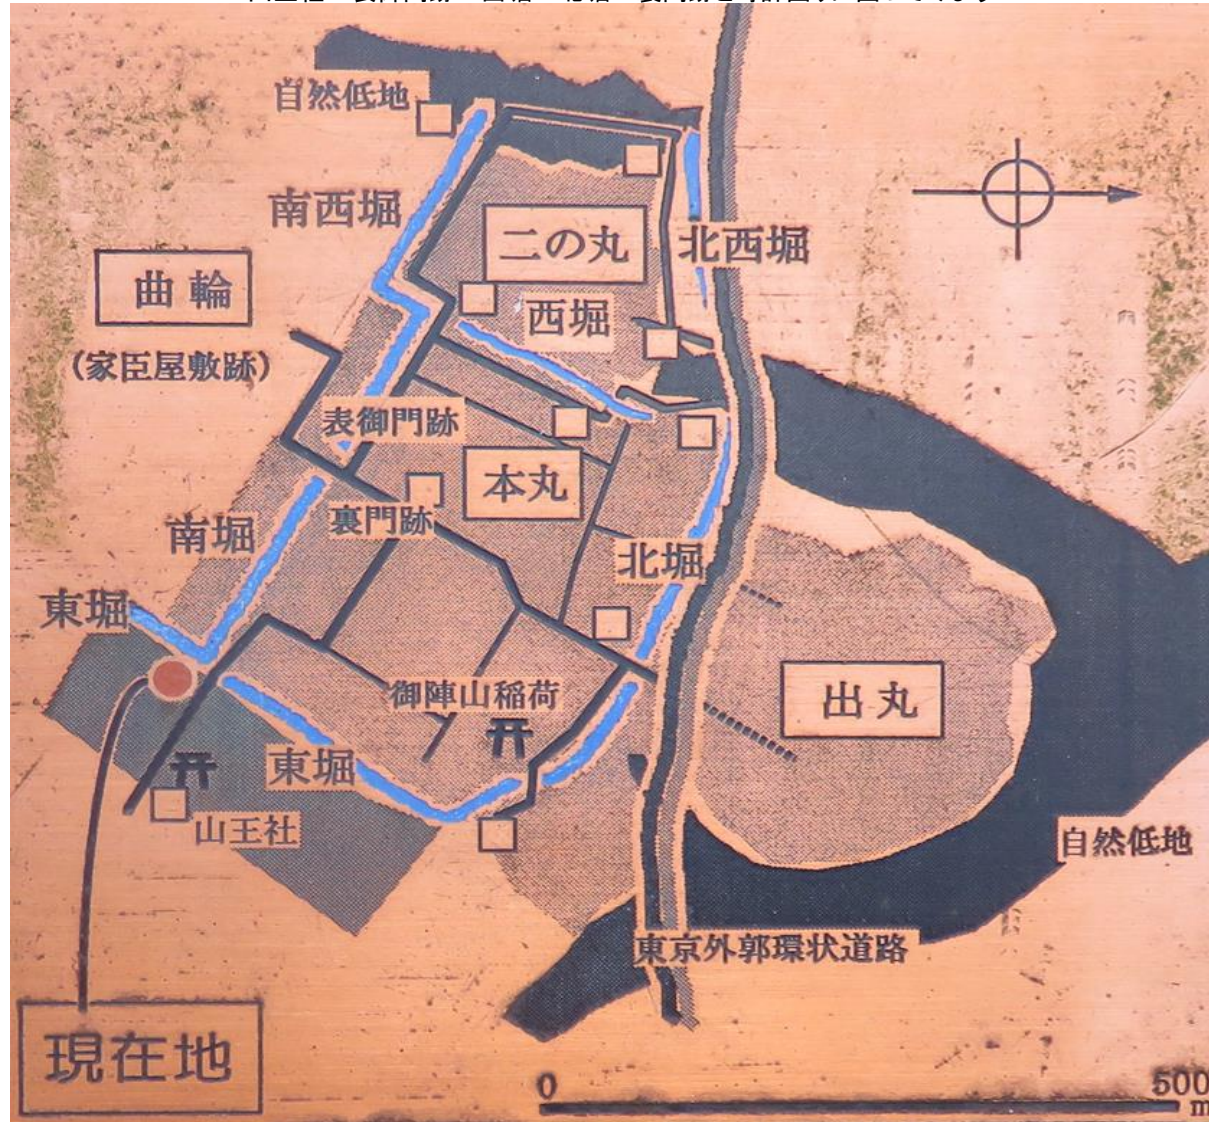 自然低地
南西堀
二の丸
北西堀
曲輪
西堀
(家臣屋敷跡)
表御門跡
本丸
裏門跡
南堀
北堀
東堀
御陣山稲荷
出丸
東堀
山王社
自然低地
東京外郭環状道路
現在地
0
500
m